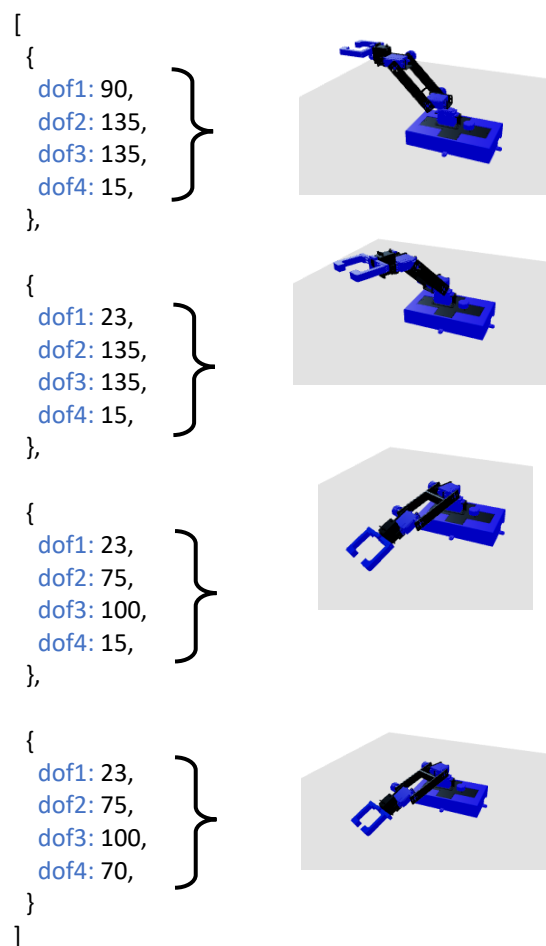 [
{
dof1: 90,
dof2: 135,
dof3: 135,
dof4: 15,
},
{
dof1: 23,
dof2: 135,
dof3: 135,
dof4: 15,
},
{
dof1: 23,
dof2: 75,
dof3: 100,
dof4: 15,
},
{
dof1: 23,
dof2: 75,
dof3: 100,
dof4: 70,
}
]